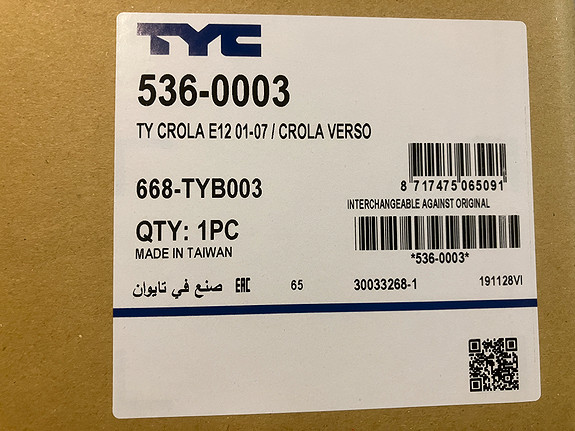 TYC
536-0003
TY CROLA E12 01-07 / CROLA VERSO
668-TYB003
8 717475 065091
INTERCHANGEABLE AGAINST ORIGINAL
QTY: 1PC
MADE IN TAIWAN
*536-0003*
صنع في تايوان EAC 65 30033268-1 191128VI